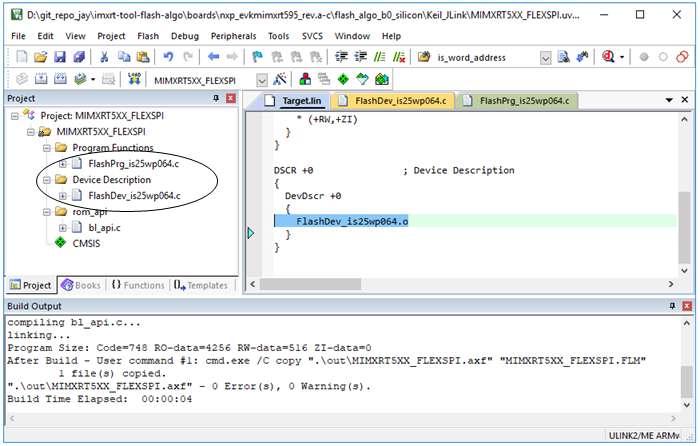 D:\git_repo_jay\imxrt-tool-flash-algo\boards\nxp_evkmimxrt595_rev.a-c\flash_algo_b0_silicon\Keil_JLink\MIMXRT5XX_FLEXSPI.uv...
File Edit View Project Flash Debug Peripherals Tools SVCS Window Help
is_word_address
LOAD MIMXRT5XX_FLEXSPI
Project
Project: MIMXRT5XX_FLEXSPI
MIMXRT5XX_FLEXSPI
Program Functions
FlashPrg_is25wp064.c
Device Description
FlashDev_is25wp064.c
rom_api
bl_api.c
CMSIS
Project Books {} Functions Templates
Target.lin FlashDev_is25wp064.c FlashPrg_is25wp064.c
* (+RW,+ZI)
}
}
DSCR +0 ; Device Description
{
DevDscr +0
{
FlashDev_is25wp064.o
}
}
Build Output
compiling bl_api.c...
linking...
Program Size: Code=748 RO-data=4256 RW-data=516 ZI-data=0
After Build - User command #1: cmd.exe /C copy ".\out\MIMXRT5XX_FLEXSPI.axf" "MIMXRT5XX_FLEXSPI.FLM"
1 file(s) copied.
".\out\MIMXRT5XX_FLEXSPI.axf" - 0 Error(s), 0 Warning(s).
Build Time Elapsed: 00:00:04
ULINK2/ME ARMv